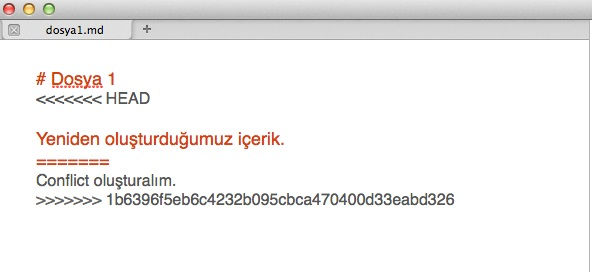 dosya1.md
# Dosya 1
<<<<<<< HEAD
Yeniden oluşturduğumuz içerik.
=======
Conflict oluşturalım.
>>>>>>> 1b6396f5eb6c4232b095cbca470400d33eabd326